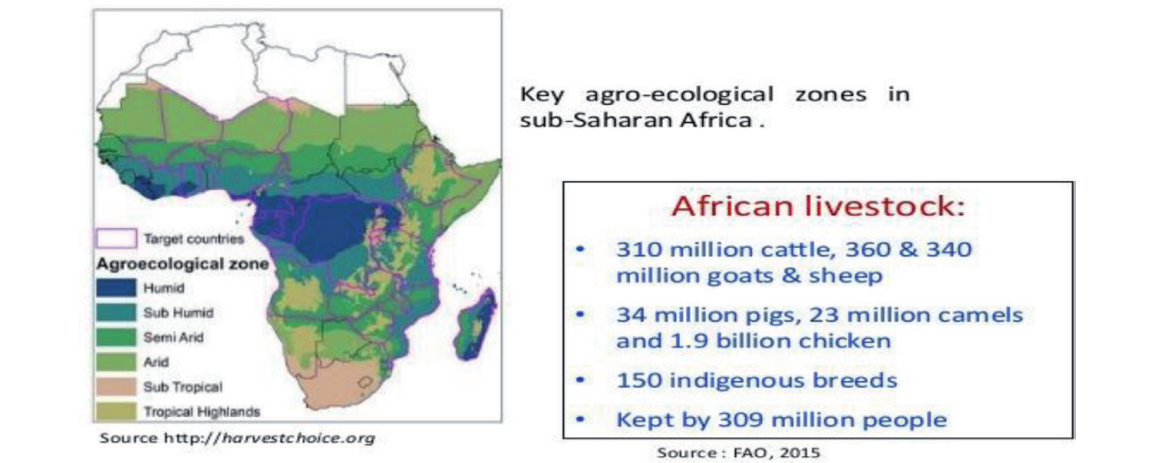 Key agro-ecological zones in
sub-Saharan Africa .
Target countries
Agroecological zone
Humid
Sub Humid
Semi Arid
Arid
Sub Tropical
Tropical Highlands
Source http://harvestchoice.org
African livestock:
• 310 million cattle, 360 & 340
million goats & sheep
• 34 million pigs, 23 million camels
and 1.9 billion chicken
• 150 indigenous breeds
• Kept by 309 million people
Source : FAO, 2015